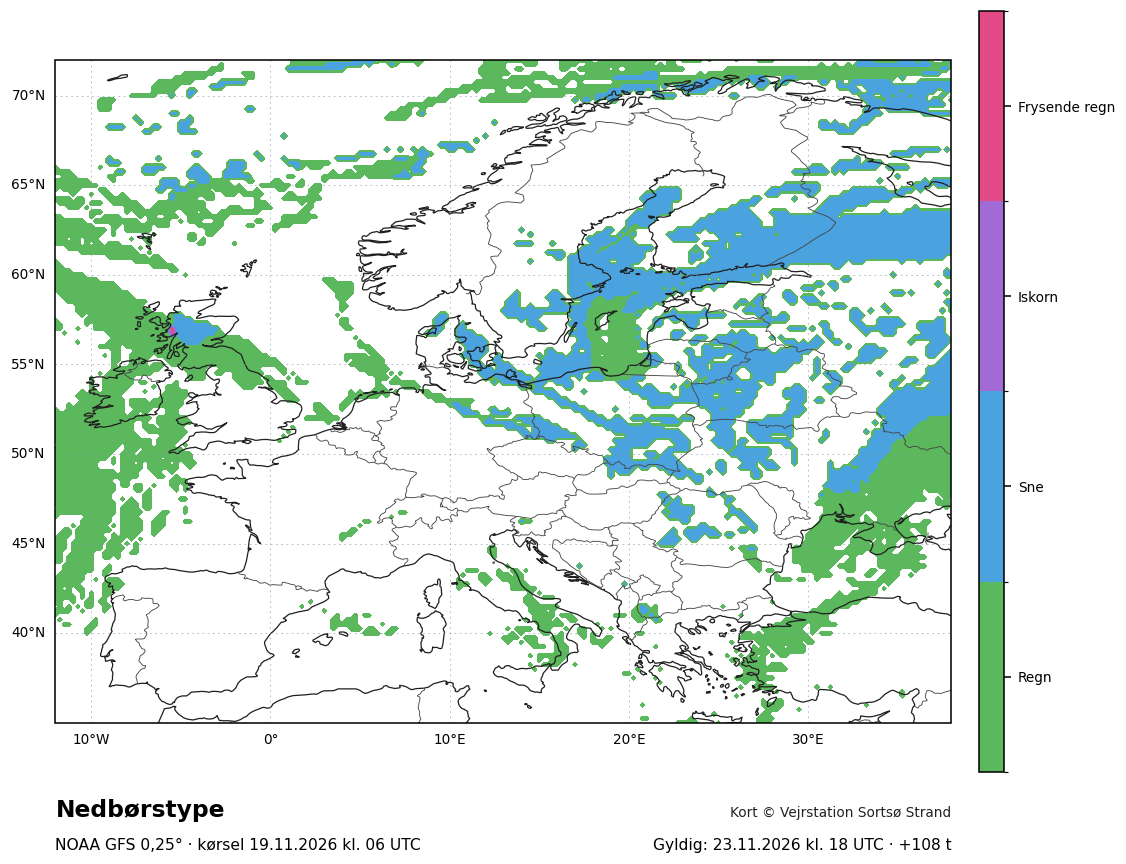 70°N
65°N
60°N
55°N
50°N
45°N
40°N
10°W
0°
10°E
20°E
30°E
Frysende regn
Iskorn
Sne
Regn
Nedbørstype
Kort © Vejrstation Sortsø Strand
NOAA GFS 0,25° · kørsel 19.11.2026 kl. 06 UTC
Gyldig: 23.11.2026 kl. 18 UTC · +108 t